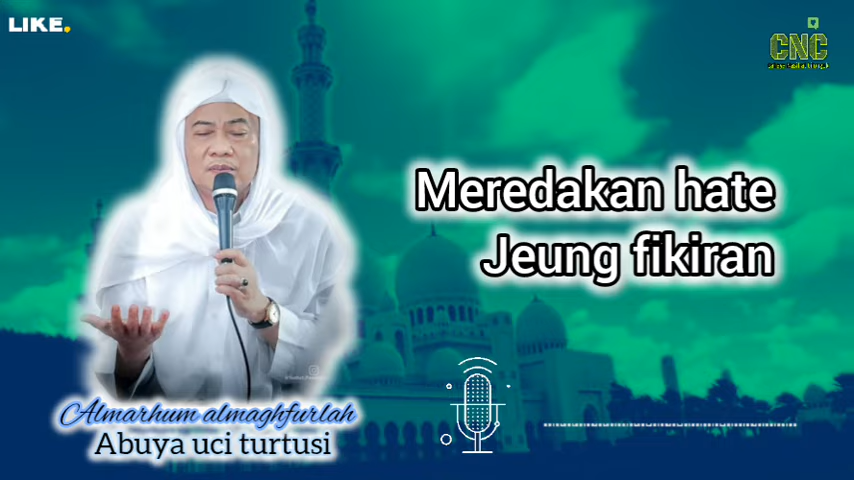 LIKE.
CNC
Meredakan hate
Jeung fikiran
Almarhum almaghfurlah
Abuya uci turtusi